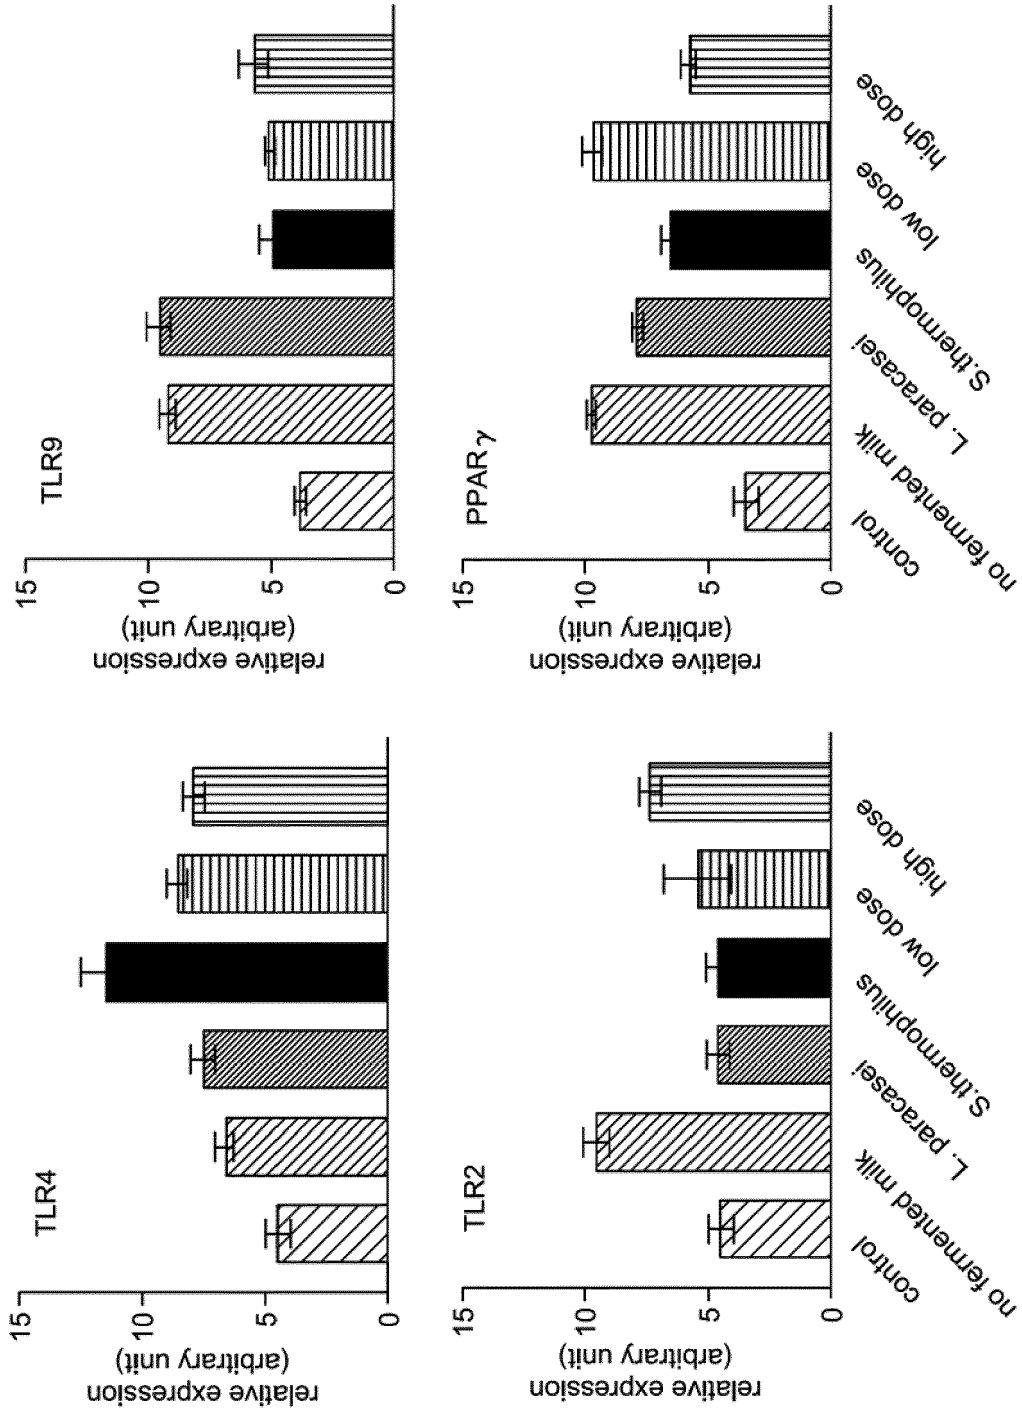 TLR4
relative expression
(arbitrary unit)
15
10
5
0
TLR9
relative expression
(arbitrary unit)
15
10
5
0
TLR2
relative expression
(arbitrary unit)
15
10
5
0
control
no fermented milk
L. paracasei
S.thermophilus
low dose
high dose
PPARγ
relative expression
(arbitrary unit)
15
10
5
0
control
no fermented milk
L. paracasei
S.thermophilus
low dose
high dose